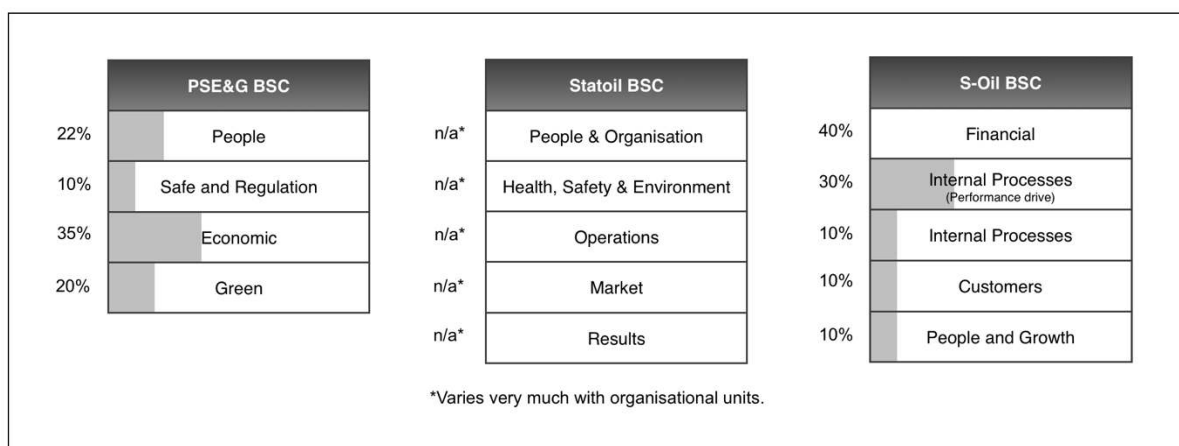 PSE&G BSC
22% People
10% Safe and Regulation
35% Economic
20% Green
Statoil BSC
n/a* People & Organisation
n/a* Health, Safety & Environment
n/a* Operations
n/a* Market
n/a* Results
S-Oil BSC
40% Financial
30% Internal Processes
(Performance drive)
10% Internal Processes
10% Customers
10% People and Growth
*Varies very much with organisational units.